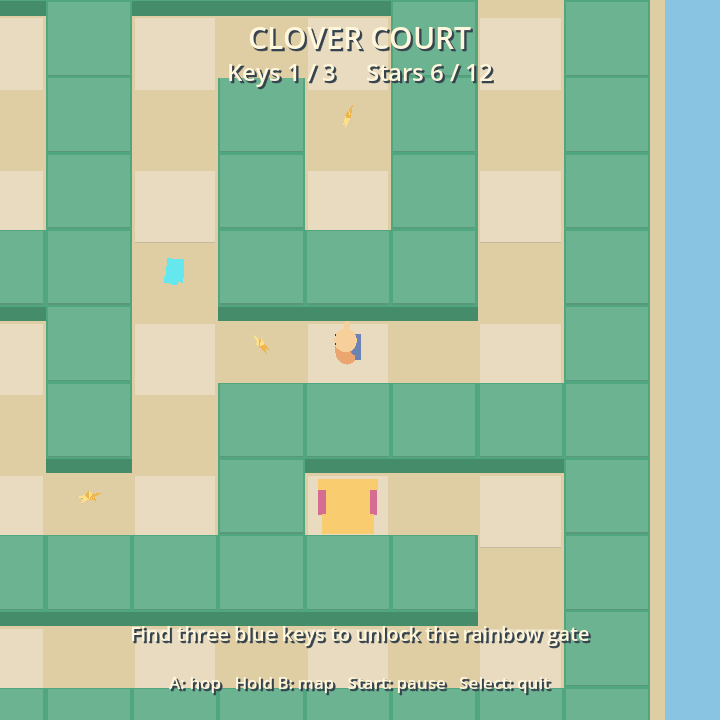 CLOVER COURT
Keys 1 / 3 Stars 6 / 12
Find three blue keys to unlock the rainbow gate
A: hop Hold B: map Start: pause Select: quit